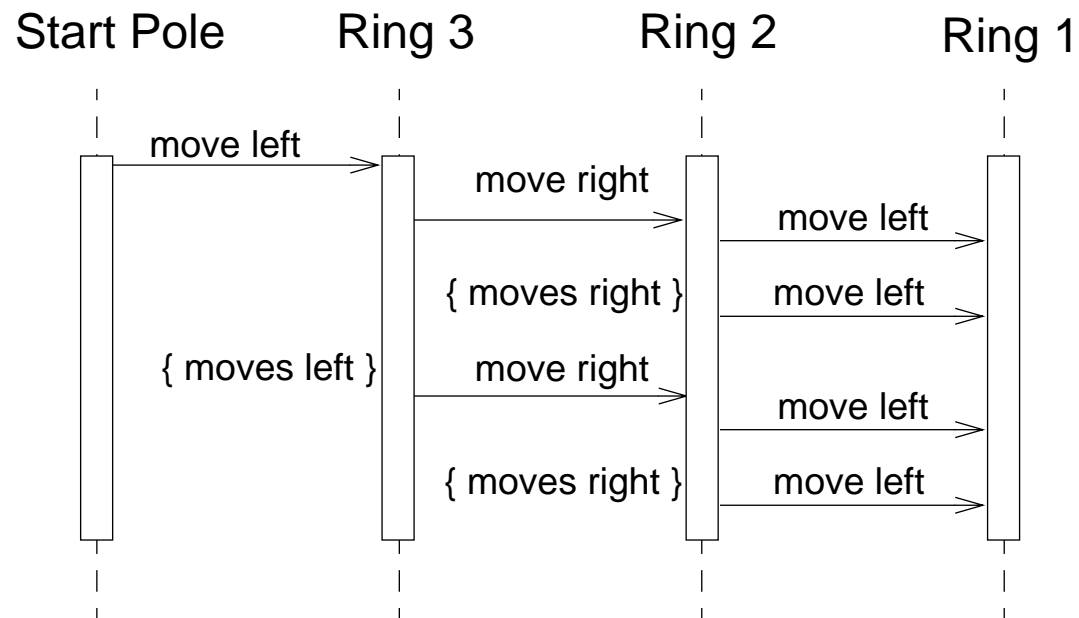 Start Pole
Ring 3
Ring 2
Ring 1
move left
move right
move left
{ moves right }
move left
{ moves left }
move right
move left
{ moves right }
move left